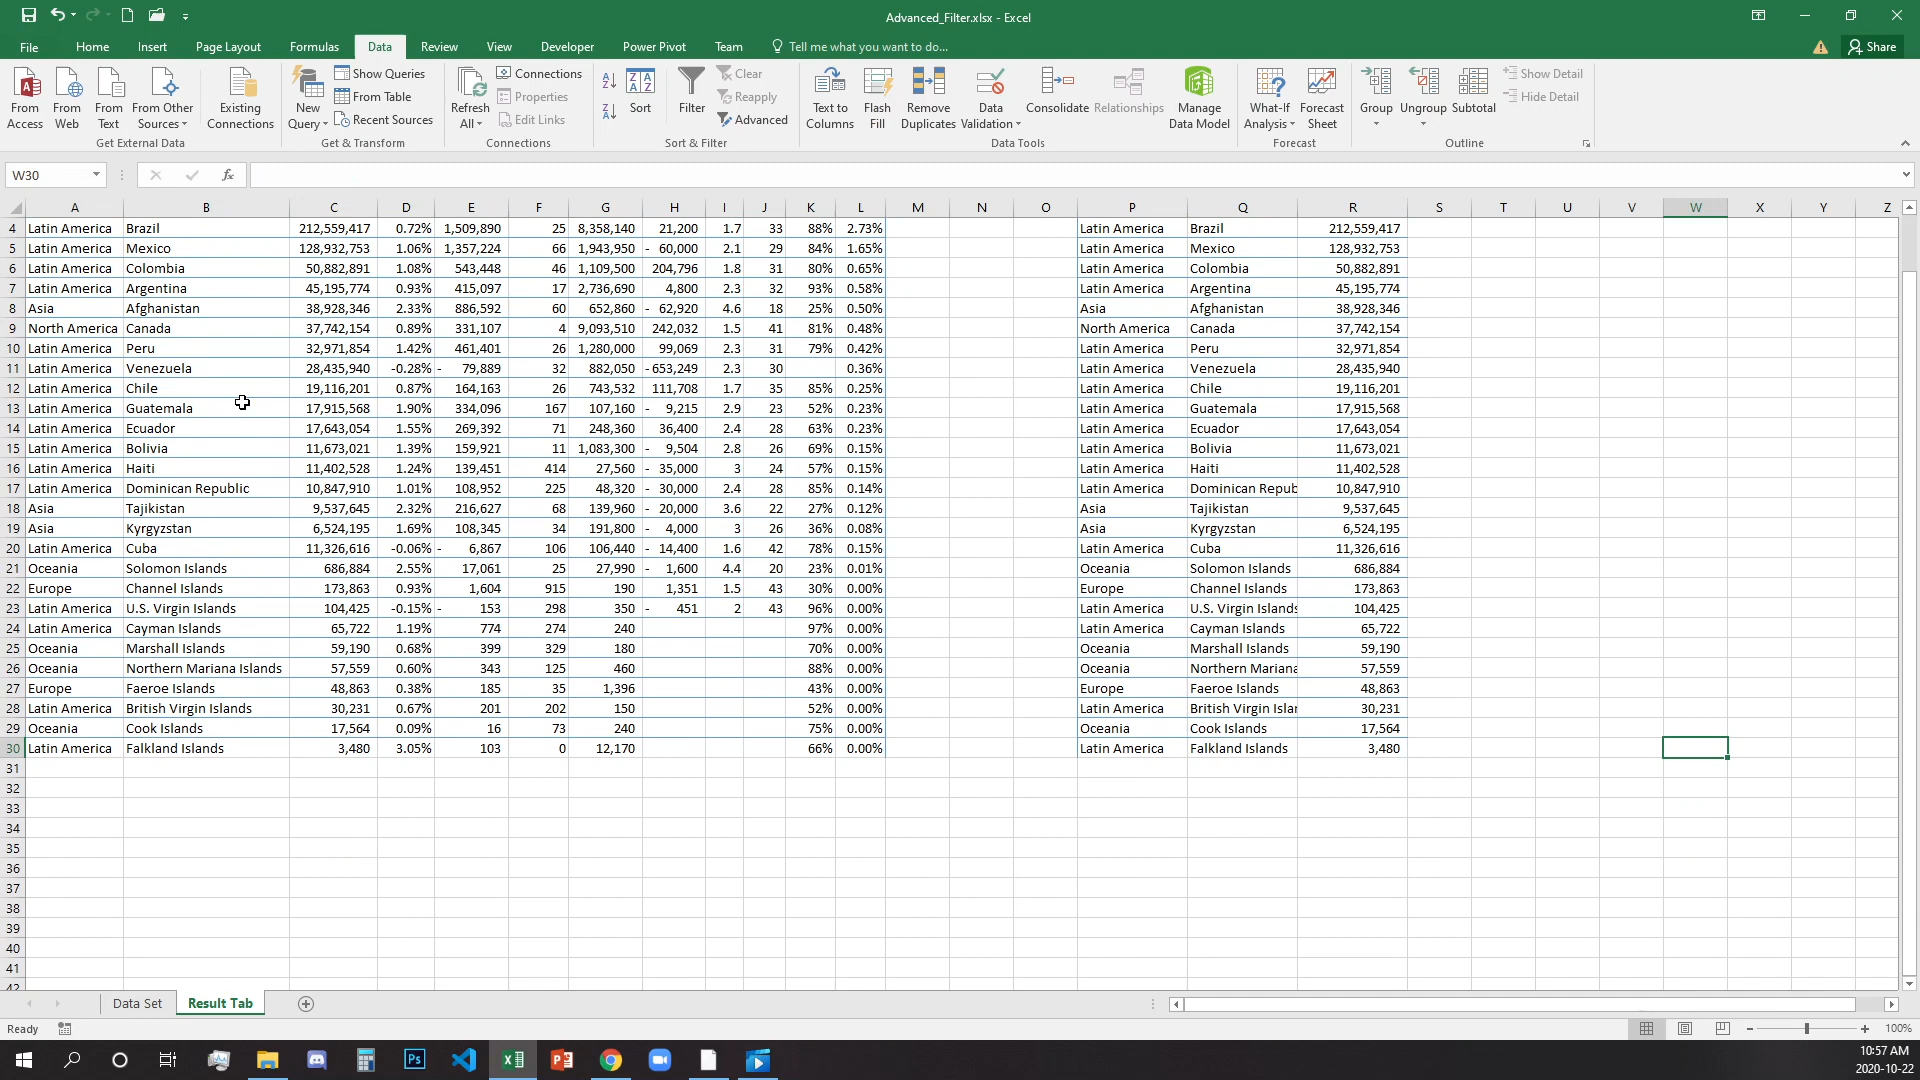 Advanced_Filter.xlsx - Excel
File Home Insert Page Layout Formulas Data Review View Developer Power Pivot Team Tell me what you want to do... Share
From Access From Web From Text From Other Sources Existing Connections New Query Show Queries From Table Recent Sources Refresh All Connections Properties Edit Links Sort Filter Clear Reapply Advanced Text to Columns Flash Fill Remove Duplicates Data Validation Consolidate Relationships Manage Data Model What-If Analysis Forecast Sheet Group Ungroup Subtotal Show Detail Hide Detail
Get External Data Get & Transform Connections Sort & Filter Data Tools Forecast Outline
W30 fx
A B C D E F G H I J K L M N O P Q R S T U V W X Y Z
4 Latin America Brazil 212,559,417 0.72% 1,509,890 25 8,358,140 21,200 1.7 33 88% 2.73% Latin America Brazil 212,559,417
5 Latin America Mexico 128,932,753 1.06% 1,357,224 66 1,943,950 - 60,000 2.1 29 84% 1.65% Latin America Mexico 128,932,753
6 Latin America Colombia 50,882,891 1.08% 543,448 46 1,109,500 204,796 1.8 31 80% 0.65% Latin America Colombia 50,882,891
7 Latin America Argentina 45,195,774 0.93% 415,097 17 2,736,690 4,800 2.3 32 93% 0.58% Latin America Argentina 45,195,774
8 Asia Afghanistan 38,928,346 2.33% 886,592 60 652,860 - 62,920 4.6 18 25% 0.50% Asia Afghanistan 38,928,346
9 North America Canada 37,742,154 0.89% 331,107 4 9,093,510 242,032 1.5 41 81% 0.48% North America Canada 37,742,154
10 Latin America Peru 32,971,854 1.42% 461,401 26 1,280,000 99,069 2.3 31 79% 0.42% Latin America Peru 32,971,854
11 Latin America Venezuela 28,435,940 -0.28% - 79,889 32 882,050 - 653,249 2.3 30 0.36% Latin America Venezuela 28,435,940
12 Latin America Chile 19,116,201 0.87% 164,163 26 743,532 111,708 1.7 35 85% 0.25% Latin America Chile 19,116,201
13 Latin America Guatemala 17,915,568 1.90% 334,096 167 107,160 - 9,215 2.9 23 52% 0.23% Latin America Guatemala 17,915,568
14 Latin America Ecuador 17,643,054 1.55% 269,392 71 248,360 36,400 2.4 28 63% 0.23% Latin America Ecuador 17,643,054
15 Latin America Bolivia 11,673,021 1.39% 159,921 11 1,083,300 - 9,504 2.8 26 69% 0.15% Latin America Bolivia 11,673,021
16 Latin America Haiti 11,402,528 1.24% 139,451 414 27,560 - 35,000 3 24 57% 0.15% Latin America Haiti 11,402,528
17 Latin America Dominican Republic 10,847,910 1.01% 108,952 225 48,320 - 30,000 2.4 28 85% 0.14% Latin America Dominican Repub 10,847,910
18 Asia Tajikistan 9,537,645 2.32% 216,627 68 139,960 - 20,000 3.6 22 27% 0.12% Asia Tajikistan 9,537,645
19 Asia Kyrgyzstan 6,524,195 1.69% 108,345 34 191,800 - 4,000 3 26 36% 0.08% Asia Kyrgyzstan 6,524,195
20 Latin America Cuba 11,326,616 -0.06% - 6,867 106 106,440 - 14,400 1.6 42 78% 0.15% Latin America Cuba 11,326,616
21 Oceania Solomon Islands 686,884 2.55% 17,061 25 27,990 - 1,600 4.4 20 23% 0.01% Oceania Solomon Islands 686,884
22 Europe Channel Islands 173,863 0.93% 1,604 915 190 1,351 1.5 43 30% 0.00% Europe Channel Islands 173,863
23 Latin America U.S. Virgin Islands 104,425 -0.15% - 153 298 350 - 451 2 43 96% 0.00% Latin America U.S. Virgin Islands 104,425
24 Latin America Cayman Islands 65,722 1.19% 774 274 240 97% 0.00% Latin America Cayman Islands 65,722
25 Oceania Marshall Islands 59,190 0.68% 399 329 180 70% 0.00% Oceania Marshall Islands 59,190
26 Oceania Northern Mariana Islands 57,559 0.60% 343 125 460 88% 0.00% Oceania Northern Mariana 57,559
27 Europe Faeroe Islands 48,863 0.38% 185 35 1,396 43% 0.00% Europe Faeroe Islands 48,863
28 Latin America British Virgin Islands 30,231 0.67% 201 202 150 52% 0.00% Latin America British Virgin Islar 30,231
29 Oceania Cook Islands 17,564 0.09% 16 73 240 75% 0.00% Oceania Cook Islands 17,564
30 Latin America Falkland Islands 3,480 3.05% 103 0 12,170 66% 0.00% Latin America Falkland Islands 3,480
31
32
33
34
35
36
37
38
39
40
41
42
Data Set Result Tab
Ready 100%
10:57 AM
2020-10-22